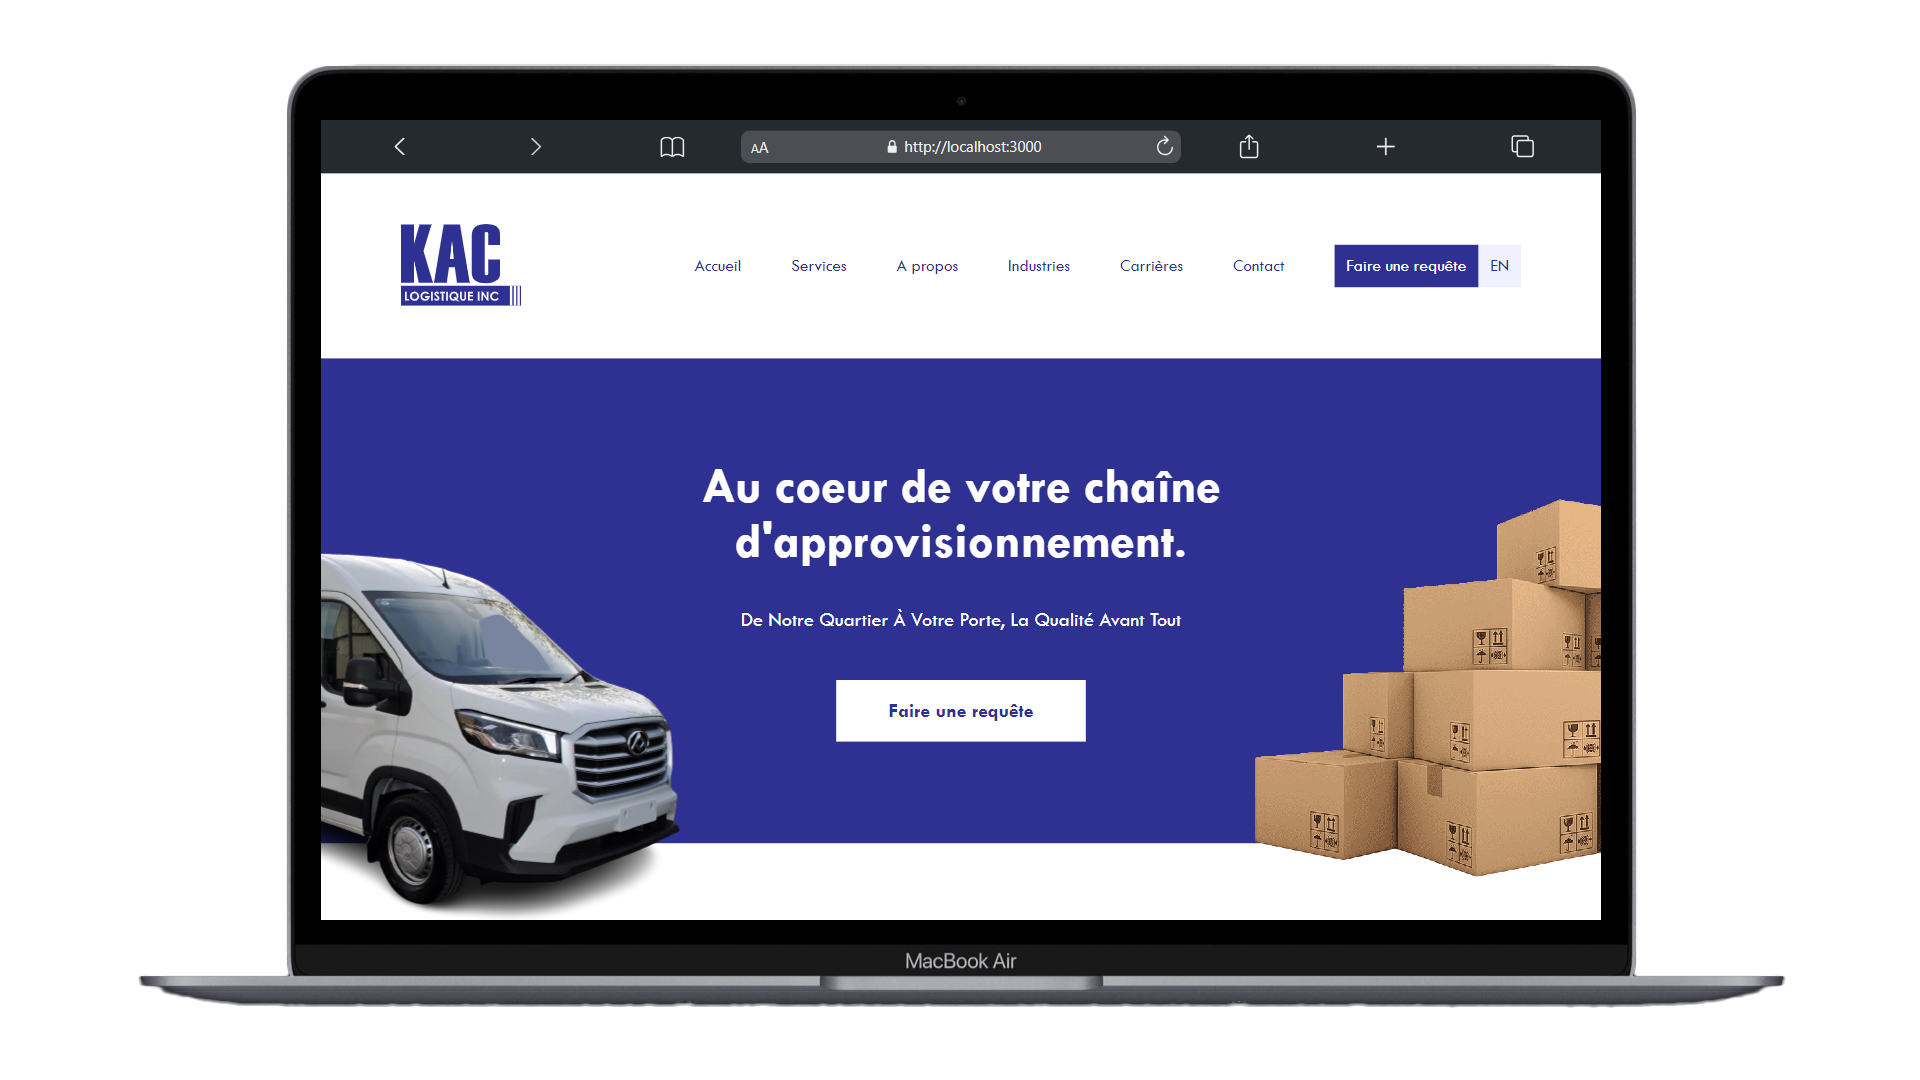 AA
http://localhost:3000
KAC
LOGISTIQUE INC
Accueil
Services
A propos
Industries
Carrières
Contact
Faire une requête
EN
Au coeur de votre chaîne
d'approvisionnement.
De Notre Quartier À Votre Porte, La Qualité Avant Tout
Faire une requête
MacBook Air